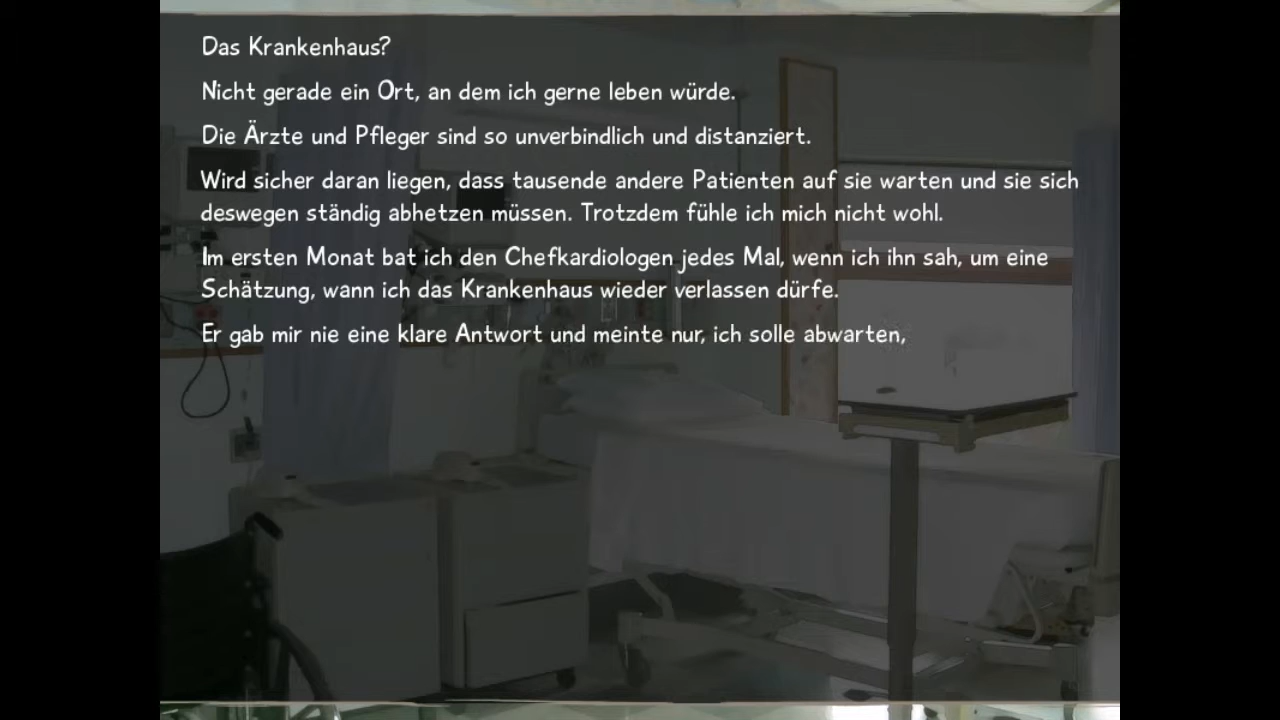 Das Krankenhaus?
Nicht gerade ein Ort, an dem ich gerne leben würde.
Die Ärzte und Pfleger sind so unverbindlich und distanziert.
Wird sicher daran liegen, dass tausende andere Patienten auf sie warten und sie sich
deswegen ständig abhetzen müssen. Trotzdem fühle ich mich nicht wohl.
Im ersten Monat bat ich den Chefkardiologen jedes Mal, wenn ich ihn sah, um eine
Schätzung, wann ich das Krankenhaus wieder verlassen dürfe.
Er gab mir nie eine klare Antwort und meinte nur, ich solle abwarten,